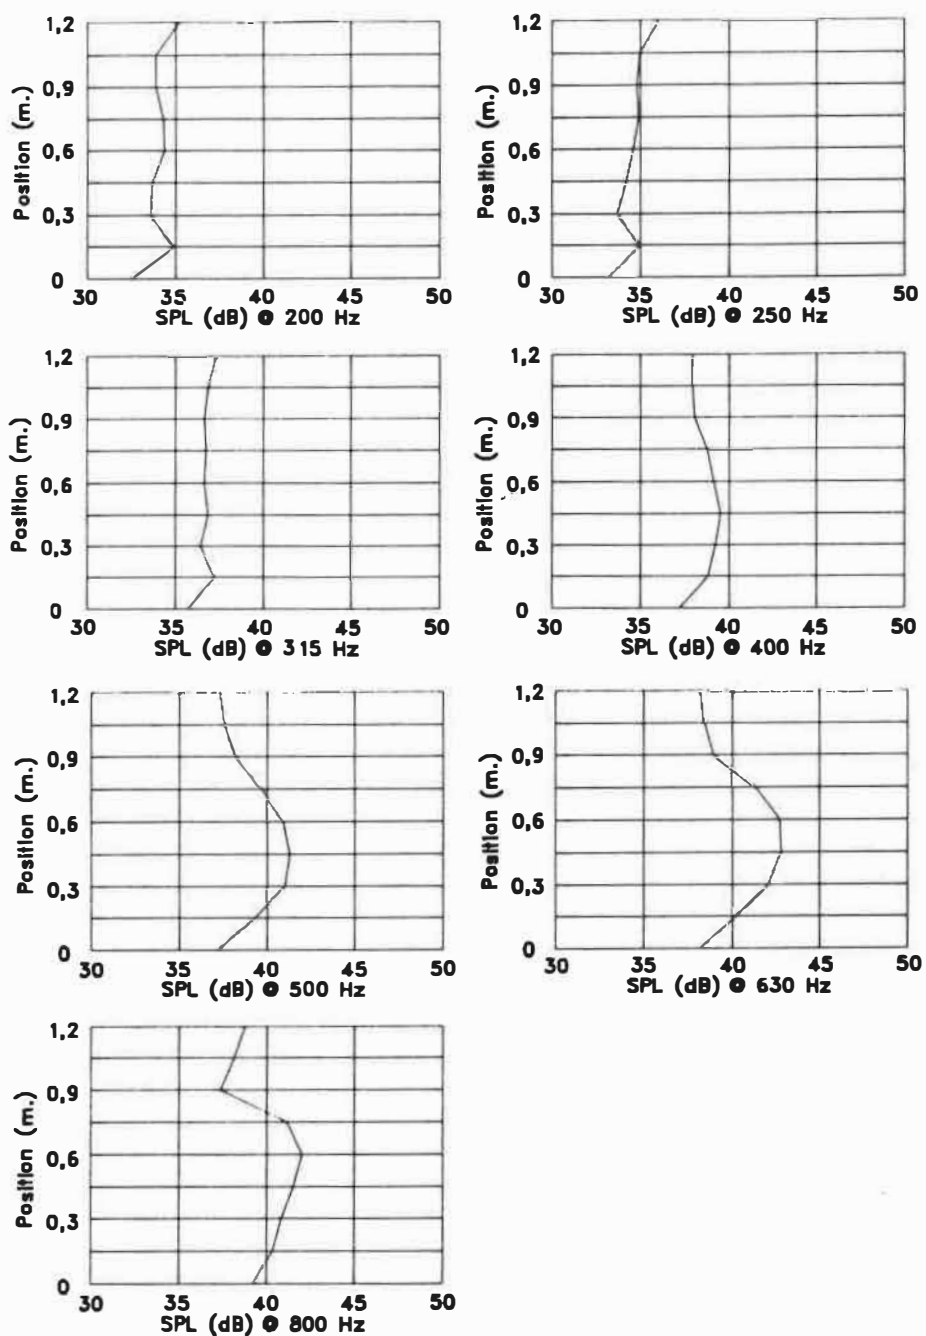 1,2
0,9
0,6
0,3
0
Position (m.)
30 35 40 45 50
SPL (dB) @ 200 Hz
1,2
0,9
0,6
0,3
0
Position (m.)
30 35 40 45 50
SPL (dB) @ 250 Hz
1,2
0,9
0,6
0,3
0
Position (m.)
30 35 40 45 50
SPL (dB) @ 315 Hz
1,2
0,9
0,6
0,3
0
Position (m.)
30 35 40 45 50
SPL (dB) @ 400 Hz
1,2
0,9
0,6
0,3
0
Position (m.)
30 35 40 45 50
SPL (dB) @ 500 Hz
1,2
0,9
0,6
0,3
0
Position (m.)
30 35 40 45 50
SPL (dB) @ 630 Hz
1,2
0,9
0,6
0,3
0
Position (m.)
30 35 40 45 50
SPL (dB) @ 800 Hz